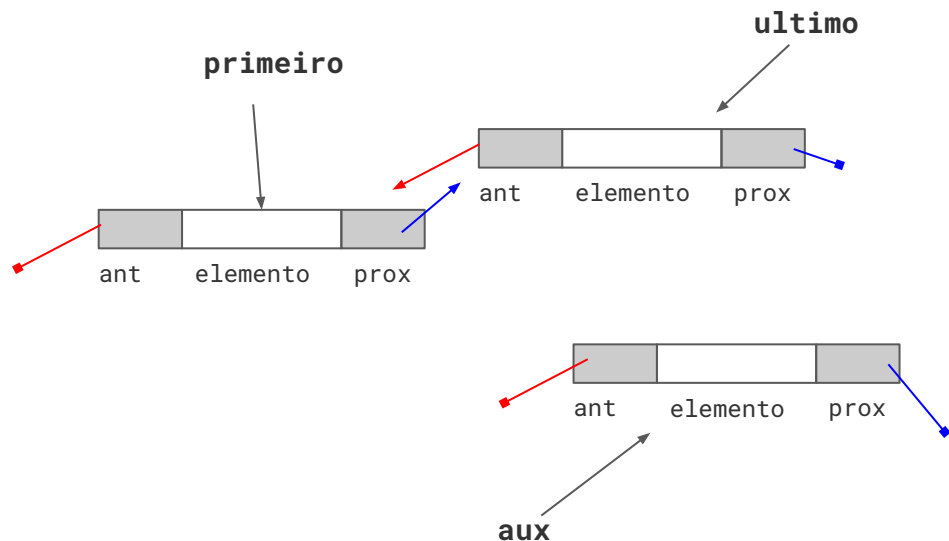 ultimo
primeiro
ant elemento prox
ant elemento prox
ant elemento prox
aux